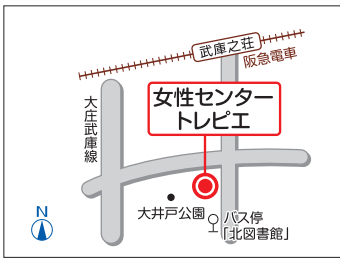 武庫之荘
阪急電車
大庄武庫線
女性センター
トレピエ
大井戸公園
バス停
「北図書館」
N